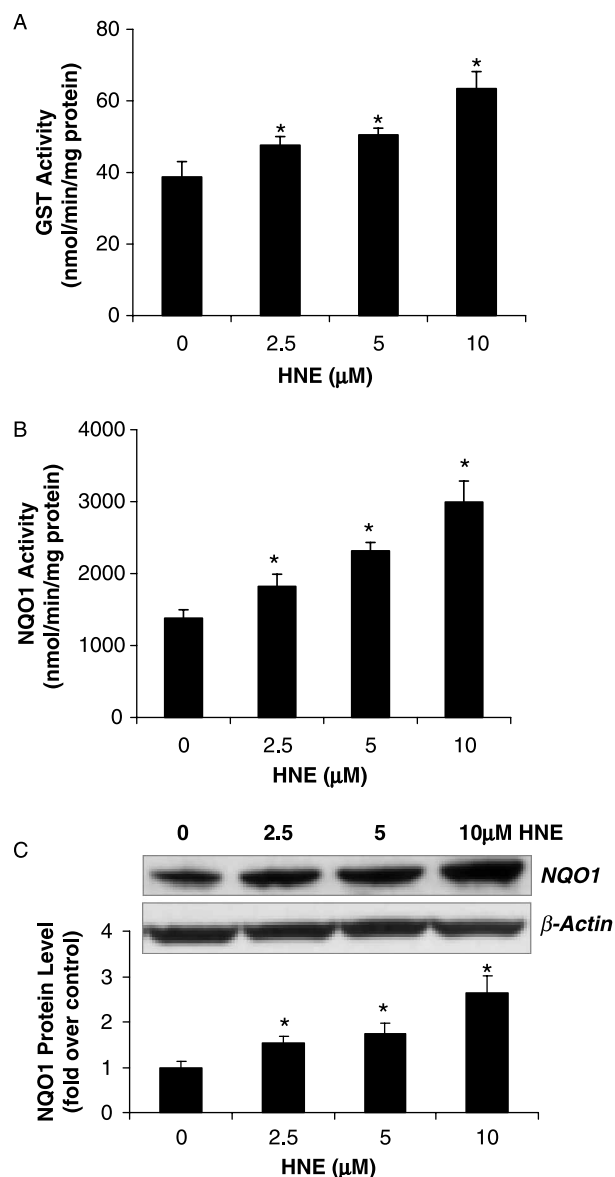 A
GST Activity
(nmol/min/mg protein)
80
60
40
20
0
* * *
0 2.5 5 10
HNE (μM)
B
NQO1 Activity
(nmol/min/mg protein)
4000
3000
2000
1000
0
* * *
0 2.5 5 10
HNE (μM)
C
0 2.5 5 10μM HNE
NQO1
β-Actin
NQO1 Protein Level
(fold over control)
4
3
2
1
0
* * *
0 2.5 5 10
HNE (μM)